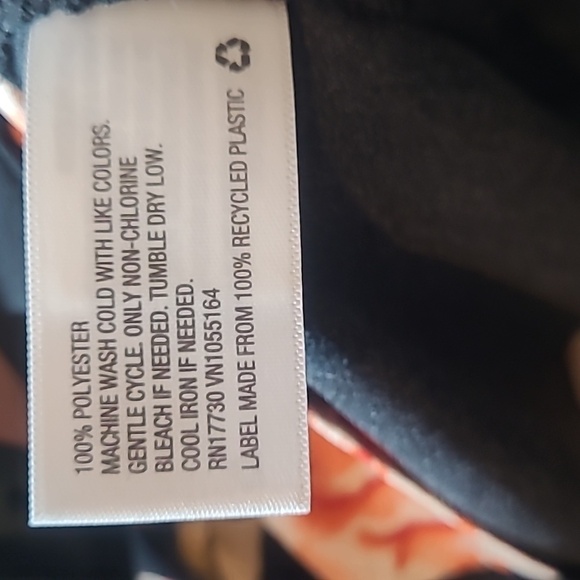 100% POLYESTER
MACHINE WASH COLD WITH LIKE COLORS.
GENTLE CYCLE. ONLY NON-CHLORINE
BLEACH IF NEEDED. TUMBLE DRY LOW.
COOL IRON IF NEEDED.
RN17730 VN1055164
LABEL MADE FROM 100% RECYCLED PLASTIC